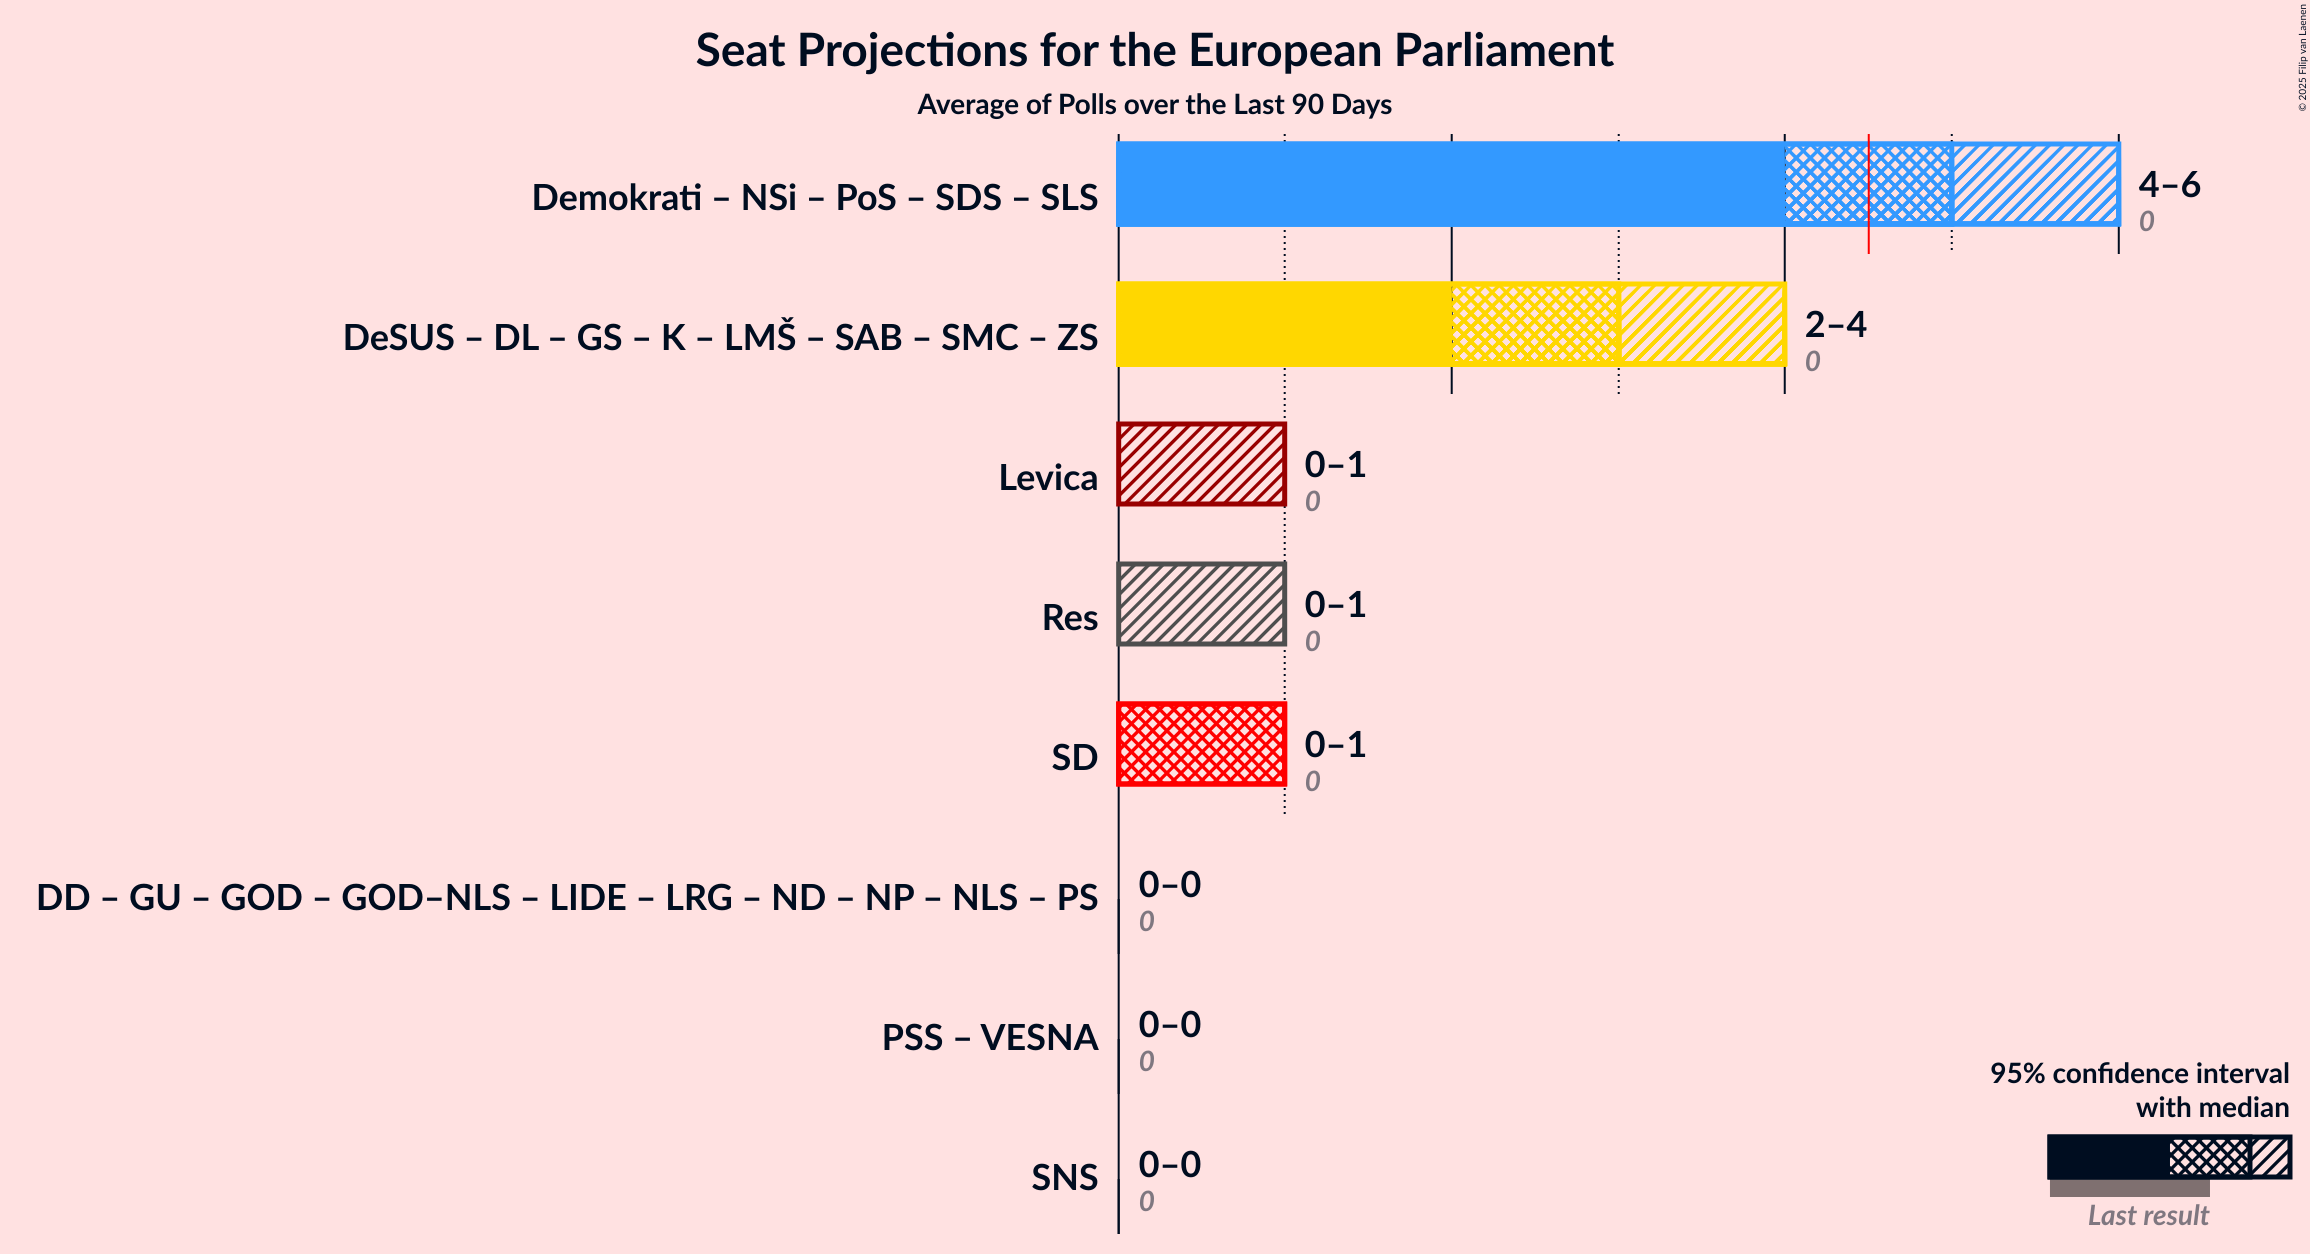 Seat Projections for the European Parliament
Average of Polls over the Last 90 Days
© 2025 Filip van Laenen
Demokrati – NSi – PoS – SDS – SLS
4–6
0
DeSUS – DL – GS – K – LMŠ – SAB – SMC – ZS
2–4
0
Levica
0–1
0
Res
0–1
0
SD
0–1
0
DD – GU – GOD – GOD–NLS – LIDE – LRG – ND – NP – NLS – PS
0–0
0
PSS – VESNA
0–0
0
SNS
0–0
0
95% confidence interval
with median
Last result